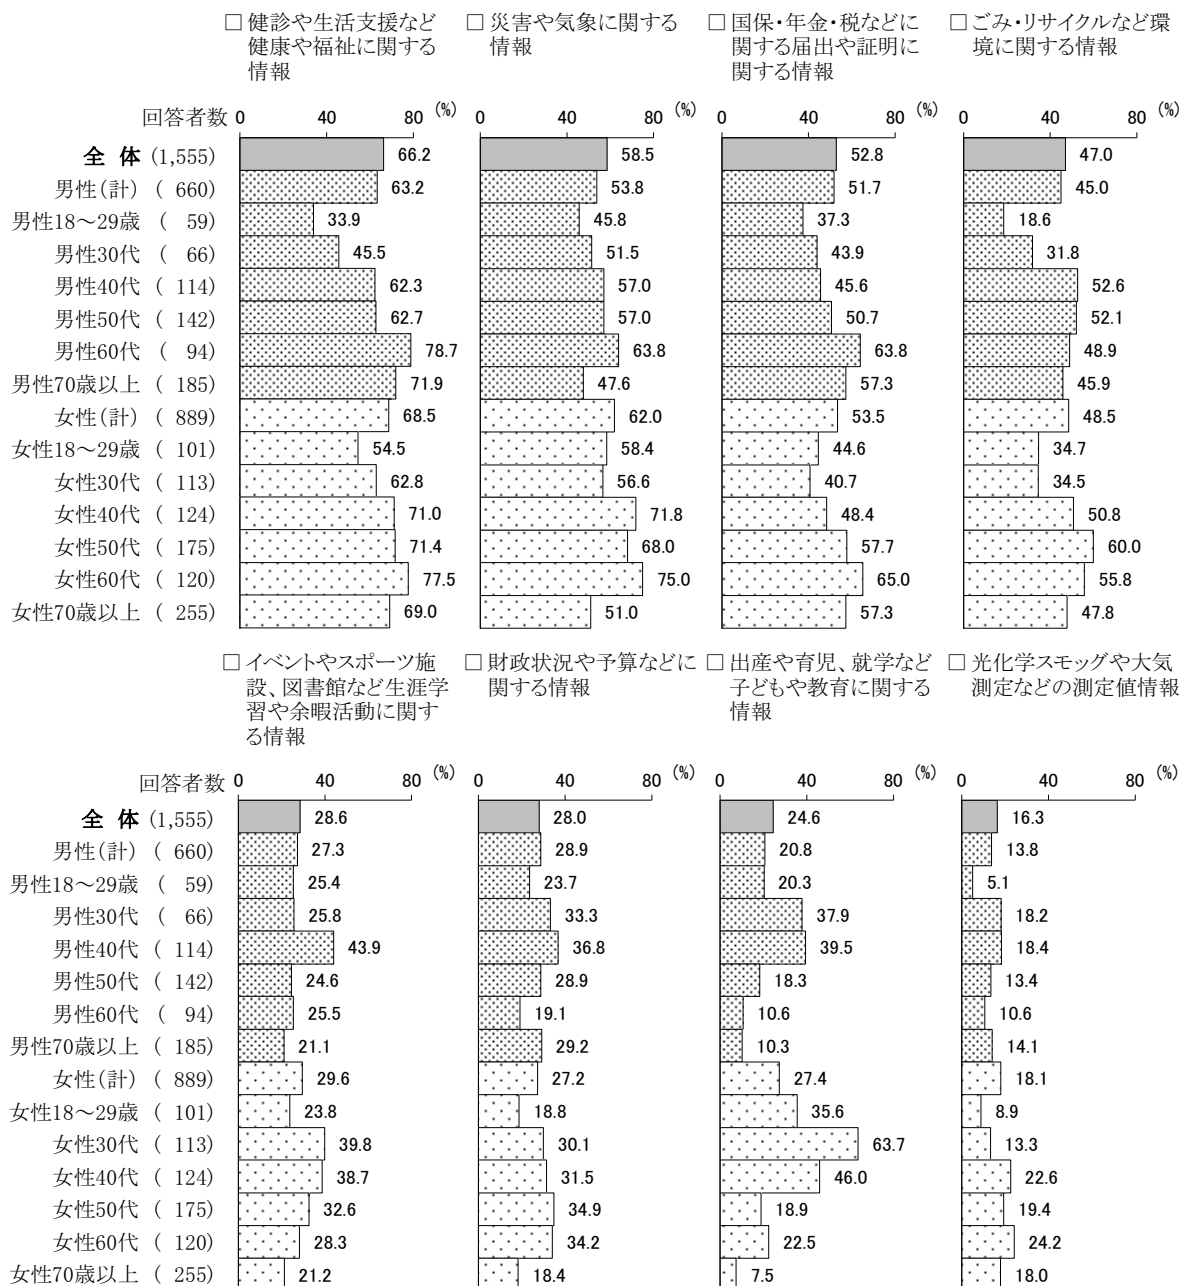 □ 健診や生活支援など □ 災害や気象に関する □ 国保・年金・税などに □ ごみ・リサイクルなど環
健康や福祉に関する 情報 関する届出や証明に 境に関する情報
情報 関する情報
回答者数 0 40 80 (%) 0 40 80 (%) 0 40 80 (%) 0 40 80 (%)
全 体 (1,555) 66.2 58.5 52.8 47.0
男性(計) ( 660) 63.2 53.8 51.7 45.0
男性18～29歳 ( 59) 33.9 45.8 37.3 18.6
男性30代 ( 66) 45.5 51.5 43.9 31.8
男性40代 ( 114) 62.3 57.0 45.6 52.6
男性50代 ( 142) 62.7 57.0 50.7 52.1
男性60代 ( 94) 78.7 63.8 63.8 48.9
男性70歳以上 ( 185) 71.9 47.6 57.3 45.9
女性(計) ( 889) 68.5 62.0 53.5 48.5
女性18～29歳 ( 101) 54.5 58.4 44.6 34.7
女性30代 ( 113) 62.8 56.6 40.7 34.5
女性40代 ( 124) 71.0 71.8 48.4 50.8
女性50代 ( 175) 71.4 68.0 57.7 60.0
女性60代 ( 120) 77.5 75.0 65.0 55.8
女性70歳以上 ( 255) 69.0 51.0 57.3 47.8
□ イベントやスポーツ施 □ 財政状況や予算などに □ 出産や育児、就学など □ 光化学スモッグや大気
設、図書館など生涯学 関する情報 子どもや教育に関する 測定などの測定値情報
習や余暇活動に関す 情報
る情報
回答者数 0 40 80 (%) 0 40 80 (%) 0 40 80 (%) 0 40 80 (%)
全 体 (1,555) 28.6 28.0 24.6 16.3
男性(計) ( 660) 27.3 28.9 20.8 13.8
男性18～29歳 ( 59) 25.4 23.7 20.3 5.1
男性30代 ( 66) 25.8 33.3 37.9 18.2
男性40代 ( 114) 43.9 36.8 39.5 18.4
男性50代 ( 142) 24.6 28.9 18.3 13.4
男性60代 ( 94) 25.5 19.1 10.6 10.6
男性70歳以上 ( 185) 21.1 29.2 10.3 14.1
女性(計) ( 889) 29.6 27.2 27.4 18.1
女性18～29歳 ( 101) 23.8 18.8 35.6 8.9
女性30代 ( 113) 39.8 30.1 63.7 13.3
女性40代 ( 124) 38.7 31.5 46.0 22.6
女性50代 ( 175) 32.6 34.9 18.9 19.4
女性60代 ( 120) 28.3 34.2 22.5 24.2
女性70歳以上 ( 255) 21.2 18.4 7.5 18.0